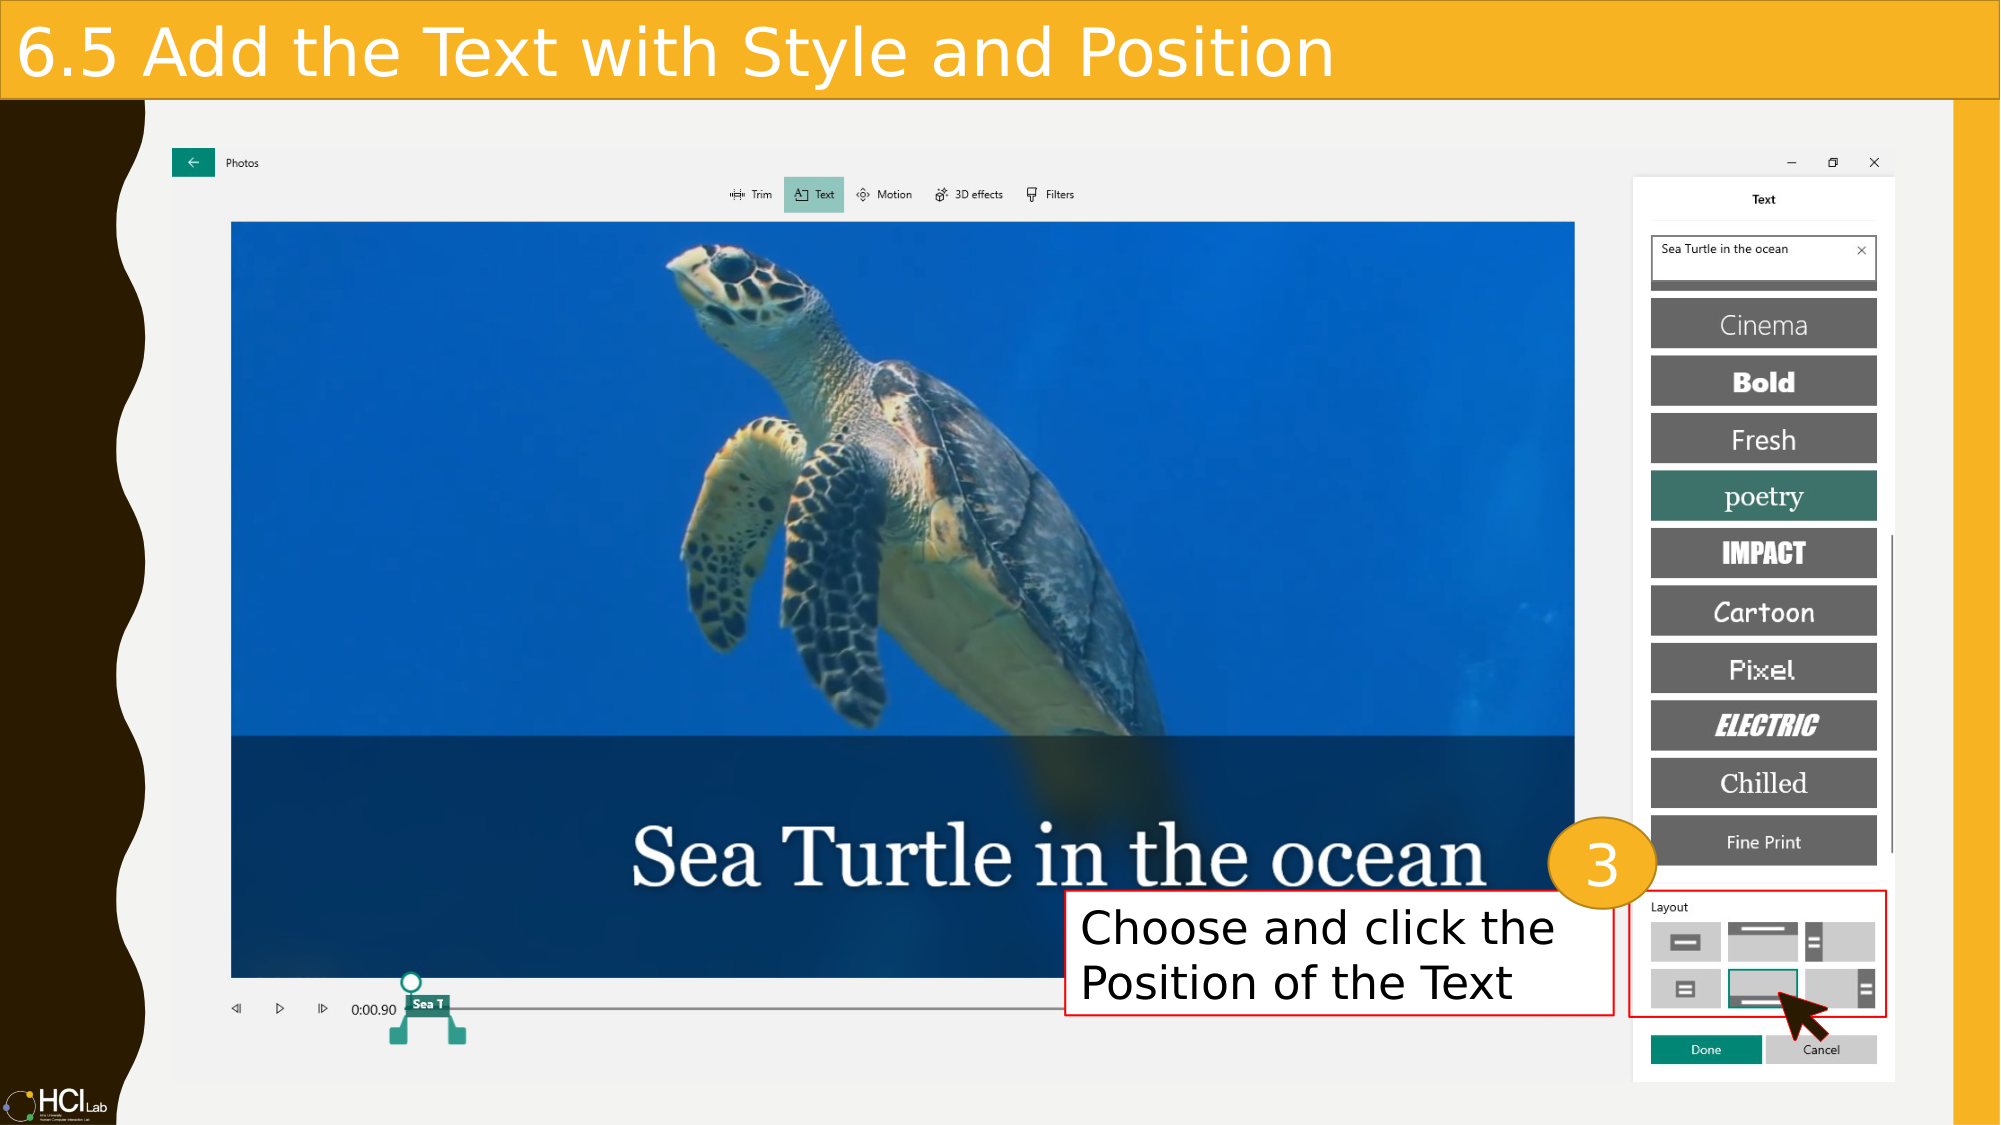 6.5 Add the Text with Style and Position
Photos
Trim
Text
Motion
3D effects
Filters
Text
Sea Turtle in the ocean
Cinema
Bold
Fresh
poetry
IMPACT
Cartoon
Pixel
ELECTRIC
Chilled
Fine Print
Sea Turtle in the ocean
3
Choose and click the
Position of the Text
Layout
0:00.90
Sea T
Done
Cancel
HCI Lab